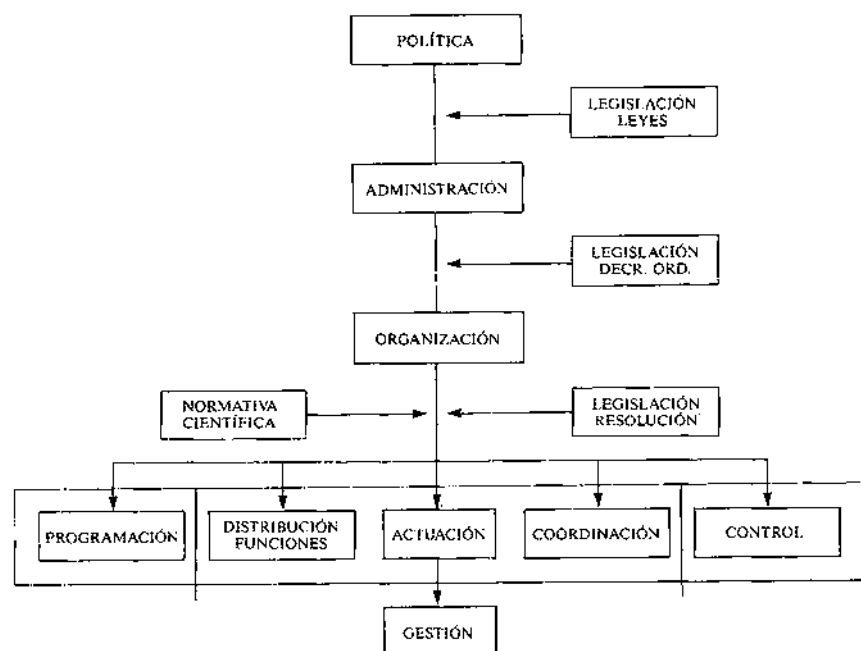 POLÍTICA
LEGISLACIÓN
LEYES
ADMINISTRACIÓN
LEGISLACIÓN
DECR. ORD.
ORGANIZACIÓN
NORMATIVA
CIENTÍFICA
LEGISLACIÓN
RESOLUCIÓN
PROGRAMACIÓN
DISTRIBUCIÓN
FUNCIONES
ACTUACIÓN
COORDINACIÓN
CONTROL
GESTIÓN